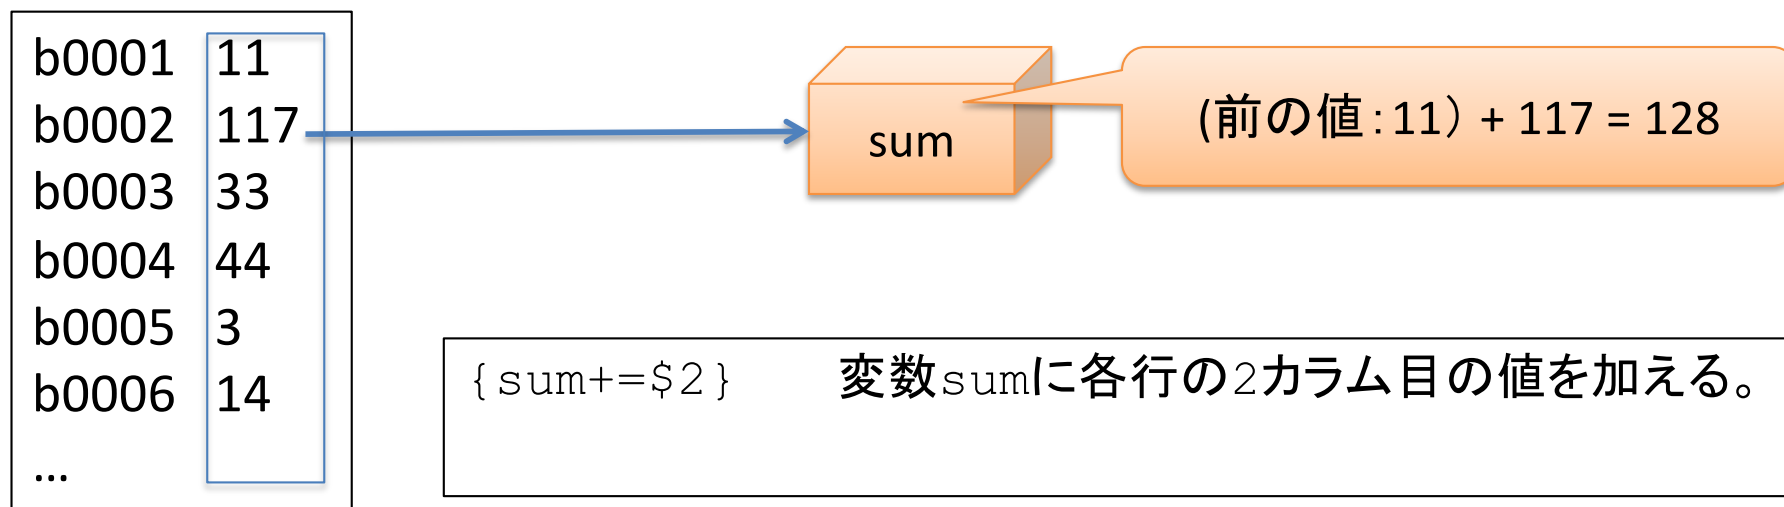 b0001 11
b0002 117
b0003 33
b0004 44
b0005 3
b0006 14
…
sum
(前の値：11）+ 117 = 128
{sum+=$2} 変数sumに各行の2カラム目の値を加える。